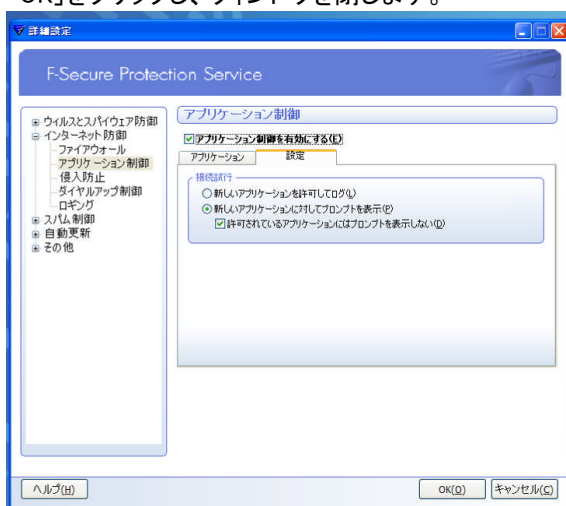 OK]をクリックし、ウィンドウを閉じます。
詳細設定
F-Secure Protection Service
ウイルスとスパイウェア防御
インターネット防御
ファイアウォール
アプリケーション制御
侵入防止
ダイヤルアップ制御
ロギング
スパム制御
自動更新
その他
アプリケーション制御
アプリケーション制御を有効にする(E)
アプリケーション
設定
接続試行
新しいアプリケーションを許可してログ(L)
新しいアプリケーションに対してプロンプトを表示(P)
許可されているアプリケーションにはプロンプトを表示しない(D)
ヘルプ(H)
OK(O)
キャンセル(C)